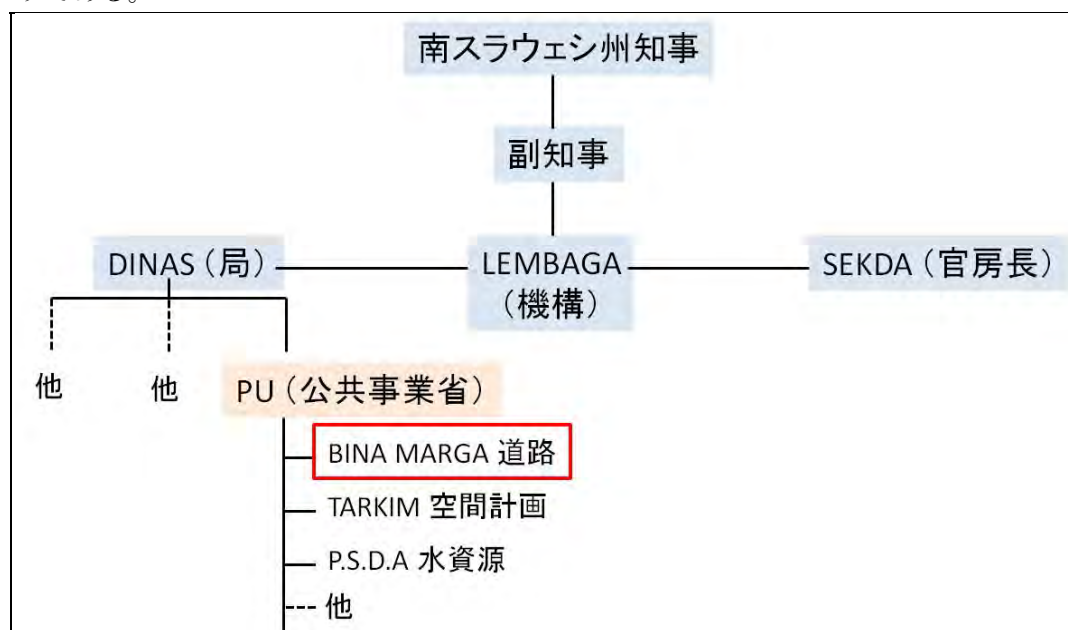 南スラウェシ州知事
副知事
DINAS（局）
LEMBAGA
（機構）
SEKDA（官房長）
他
他
PU（公共事業省）
BINA MARGA 道路
TARKIM 空間計画
P.S.D.A 水資源
他